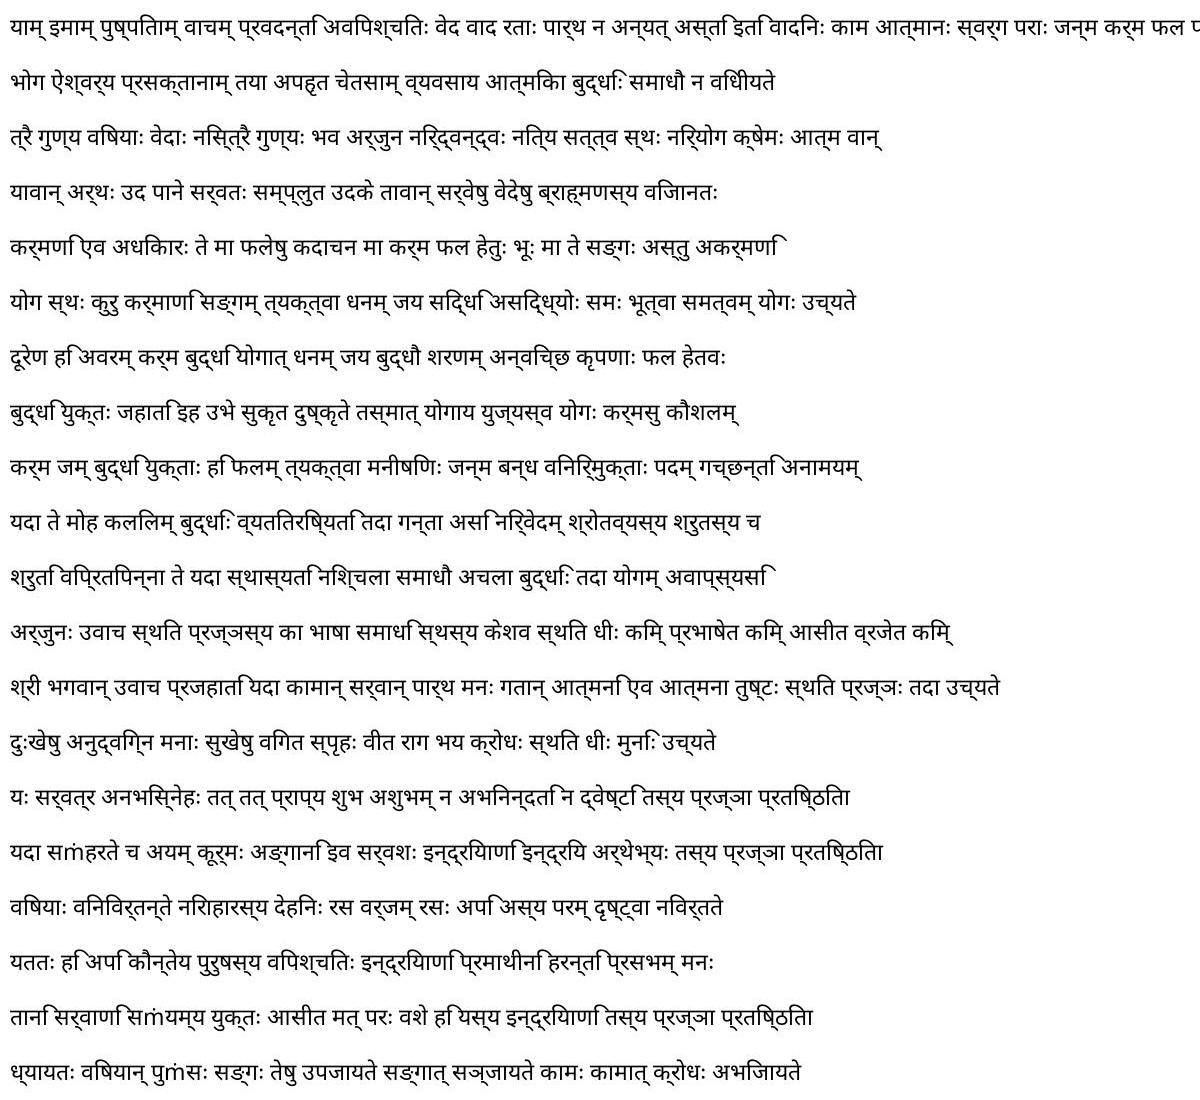 याम् इमाम् पुष्पिताम् वाचम् प्रवदन्ति अविपश्चितः वेद वाद रताः पार्थ न अन्यत् अस्ति इति वादिनः काम आत्मानः स्वर्ग पराः जन्म कर्म फल
भोग ऐश्वर्य प्रसक्तानाम् तया अपहृत चेतसाम् व्यवसाय आत्मिका बुद्धिः समाधौ न विधीयते
त्रै गुण्य विषयाः वेदाः निस्त्रै गुण्यः भव अर्जुन निर्द्वन्द्वः नित्य सत्त्व स्थः निर्योग क्षेमः आत्म वान्
यावान् अर्थः उद पाने सर्वतः सम्प्लुत उदके तावान् सर्वेषु वेदेषु ब्राह्मणस्य विजानतः
कर्मणि एव अधिकारः ते मा फलेषु कदाचन मा कर्म फल हेतुः भूः मा ते सङ्गः अस्तु अकर्मणि
योग स्थः कुरु कर्माणि सङ्गम् त्यक्त्वा धनम् जय सिद्धि असिद्ध्योः समः भूत्वा समत्वम् योगः उच्यते
दूरेण हि अवरम् कर्म बुद्धि योगात् धनम् जय बुद्धौ शरणम् अन्विच्छ कृपणाः फल हेतवः
बुद्धि युक्तः जहाति इह उभे सुकृत दुष्कृते तस्मात् योगाय युज्यस्व योगः कर्मसु कौशलम्
कर्म जम् बुद्धि युक्ताः हि फलम् त्यक्त्वा मनीषिणः जन्म बन्ध विनिर्मुक्ताः पदम् गच्छन्ति अनामयम्
यदा ते मोह कलिलम् बुद्धिः व्यतितरिष्यति तदा गन्ता असि निर्वेदम् श्रोतव्यस्य श्रुतस्य च
श्रुति विप्रतिपन्ना ते यदा स्थास्यति निश्चला समाधौ अचला बुद्धिः तदा योगम् अवाप्स्यसि
अर्जुनः उवाच स्थित प्रज्ञस्य का भाषा समाधि स्थस्य केशव स्थित धीः किम् प्रभाषेत किम् आसीत व्रजेत किम्
श्री भगवान् उवाच प्रजहाति यदा कामान् सर्वान् पार्थ मनः गतान् आत्मनि एव आत्मना तुष्टः स्थित प्रज्ञः तदा उच्यते
दुःखेषु अनुद्विग्न मनाः सुखेषु विगत स्पृहः वीत राग भय क्रोधः स्थित धीः मुनिः उच्यते
यः सर्वत्र अनभिस्नेहः तत् तत् प्राप्य शुभ अशुभम् न अभिनन्दति न द्वेष्टि तस्य प्रज्ञा प्रतिष्ठिता
यदा सṁहरते च अयम् कूर्मः अङ्गानि इव सर्वशः इन्द्रियाणि इन्द्रिय अर्थेभ्यः तस्य प्रज्ञा प्रतिष्ठिता
विषयाः विनिवर्तन्ते निराहारस्य देहिनः रस वर्जम् रसः अपि अस्य परम् दृष्ट्वा निवर्तते
यततः हि अपि कौन्तेय पुरुषस्य विपश्चितः इन्द्रियाणि प्रमाथीनि हरन्ति प्रसभम् मनः
तानि सर्वाणि सṁयम्य युक्तः आसीत मत् परः वशे हि यस्य इन्द्रियाणि तस्य प्रज्ञा प्रतिष्ठिता
ध्यायतः विषयान् पुṁसः सङ्गः तेषु उपजायते सङ्गात् सञ्जायते कामः कामात् क्रोधः अभिजायते